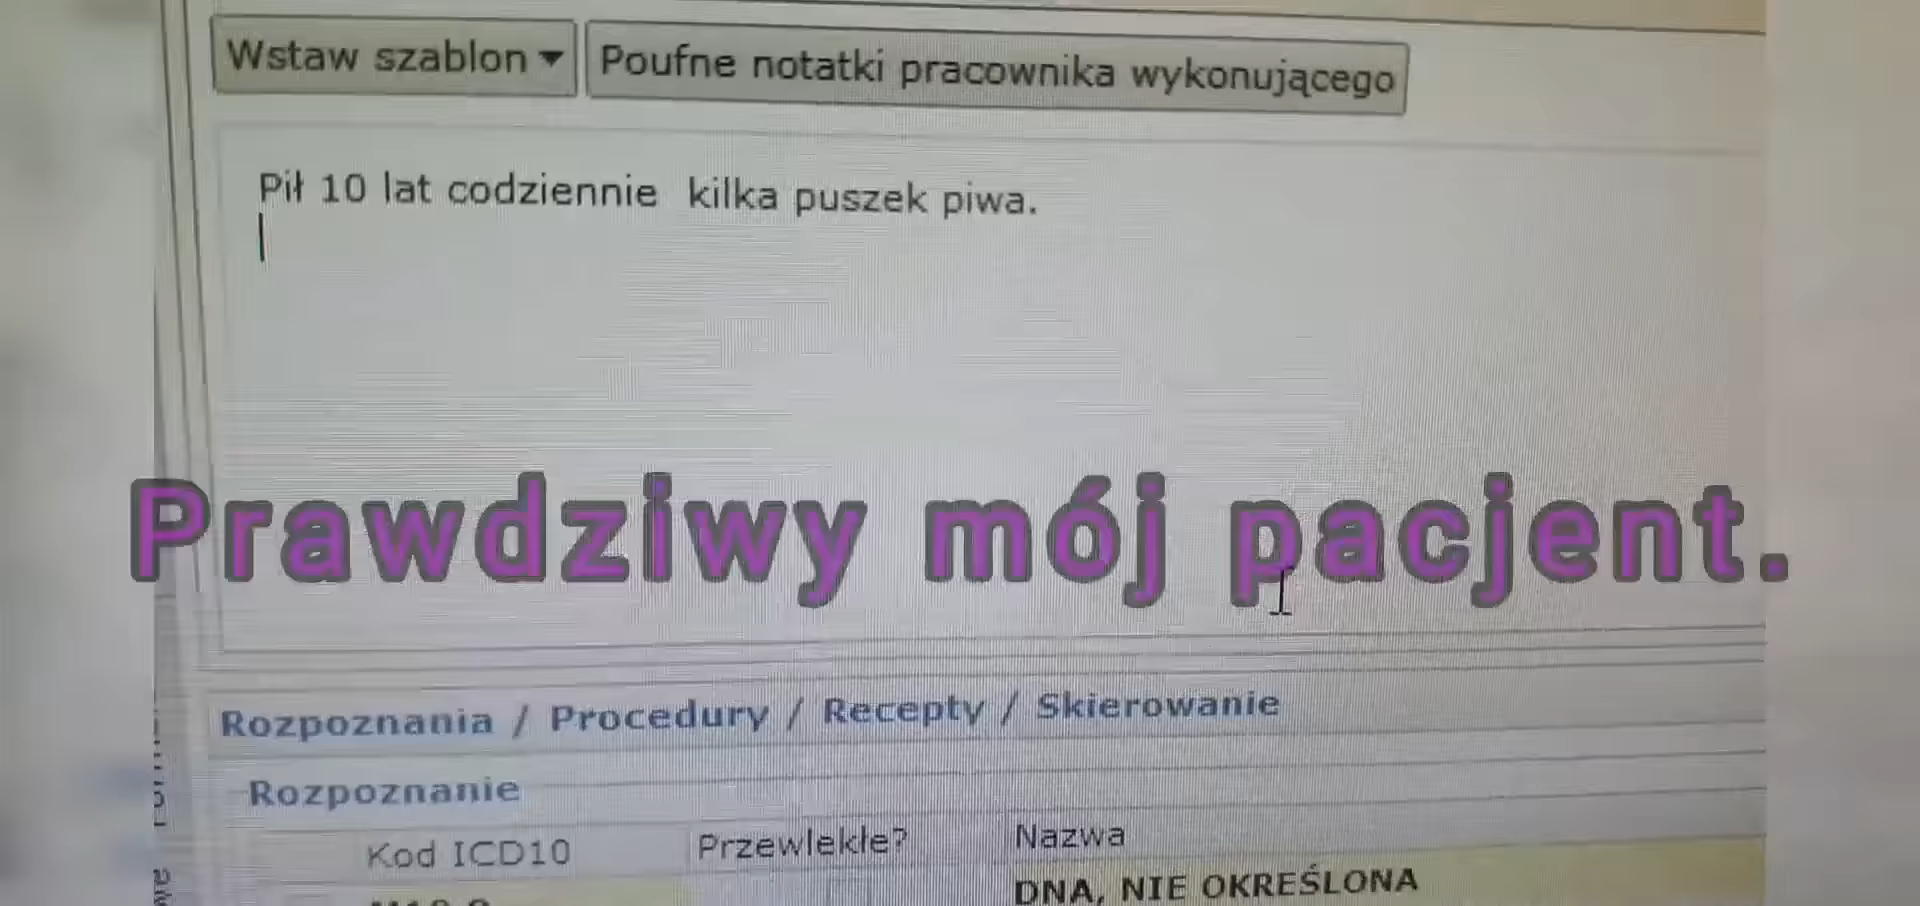 Wstaw szablon
Poufne notatki pracownika wykonującego
Pił 10 lat codziennie kilka puszek piwa.
Prawdziwy mój pacjent.
Rozpoznania / Procedury / Recepty / Skierowanie
Rozpoznanie
Kod ICD10
Przewlekłe?
Nazwa
DNA, NIE OKREŚLONA